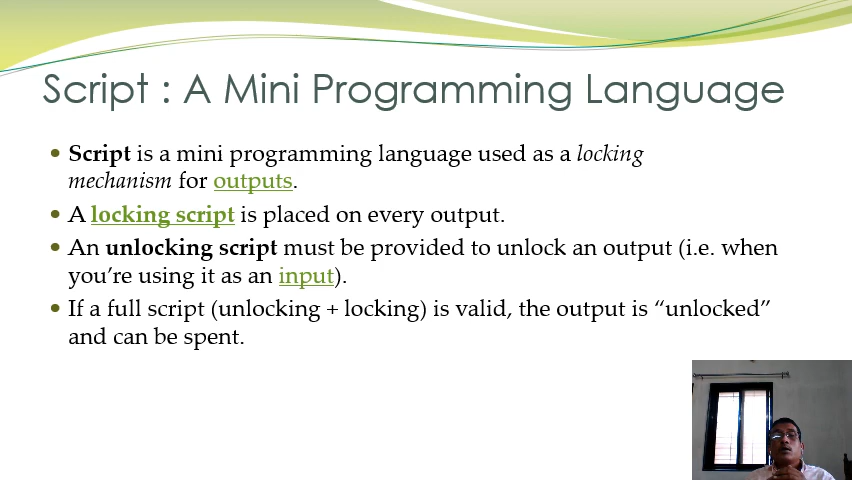 Script : A Mini Programming Language
• Script is a mini programming language used as a locking
mechanism for outputs.
• A locking script is placed on every output.
• An unlocking script must be provided to unlock an output (i.e. when
you’re using it as an input).
• If a full script (unlocking + locking) is valid, the output is “unlocked”
and can be spent.